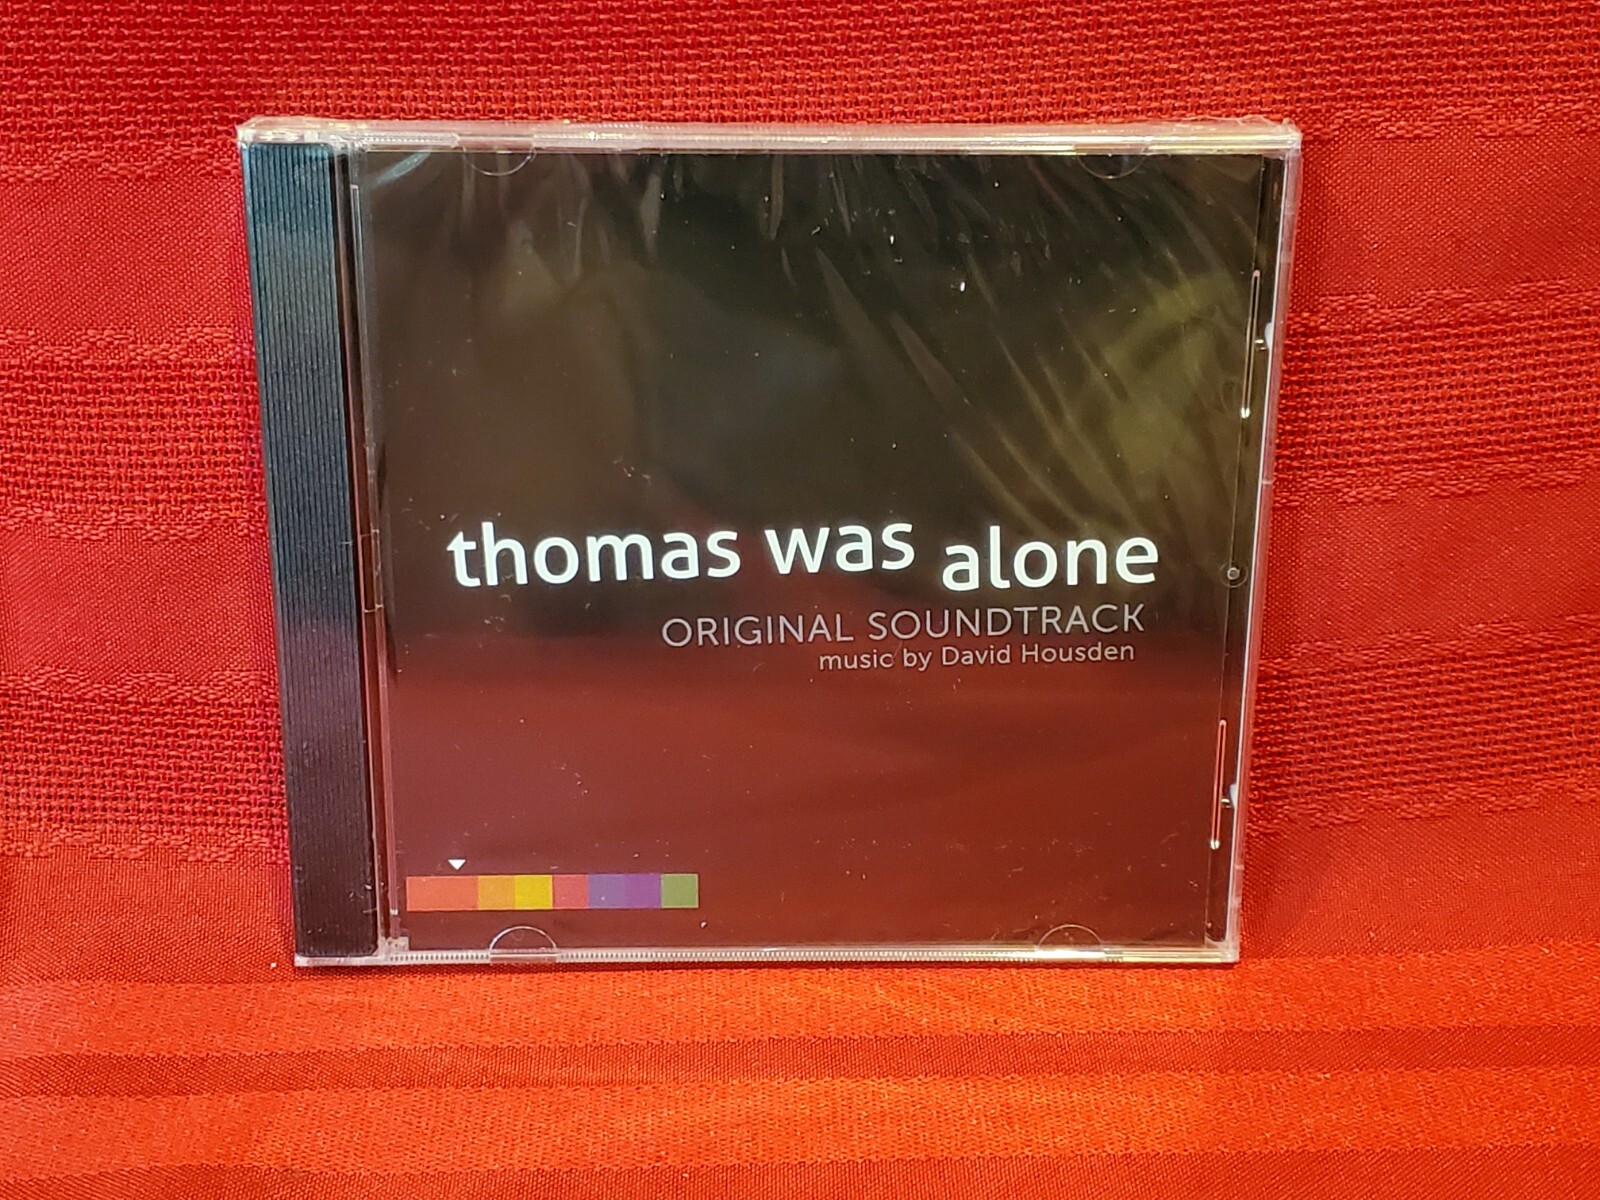 thomas was alone
ORIGINAL SOUNDTRACK
music by David Housden